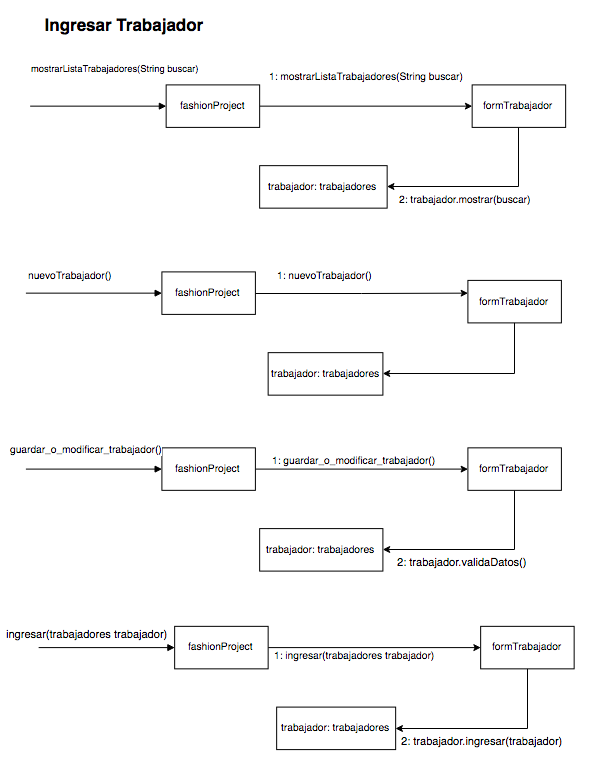 Ingresar Trabajador
mostrarListaTrabajadores(String buscar)
1: mostrarListaTrabajadores(String buscar)
fashionProject
formTrabajador
trabajador: trabajadores
2: trabajador.mostrar(buscar)
nuevoTrabajador()
1: nuevoTrabajador()
fashionProject
formTrabajador
trabajador: trabajadores
guardar_o_modificar_trabajador()
1: guardar_o_modificar_trabajador()
fashionProject
formTrabajador
trabajador: trabajadores
2: trabajador.validaDatos()
ingresar(trabajadores trabajador)
fashionProject
1: ingresar(trabajadores trabajador)
formTrabajador
trabajador: trabajadores
2: trabajador.ingresar(trabajador)